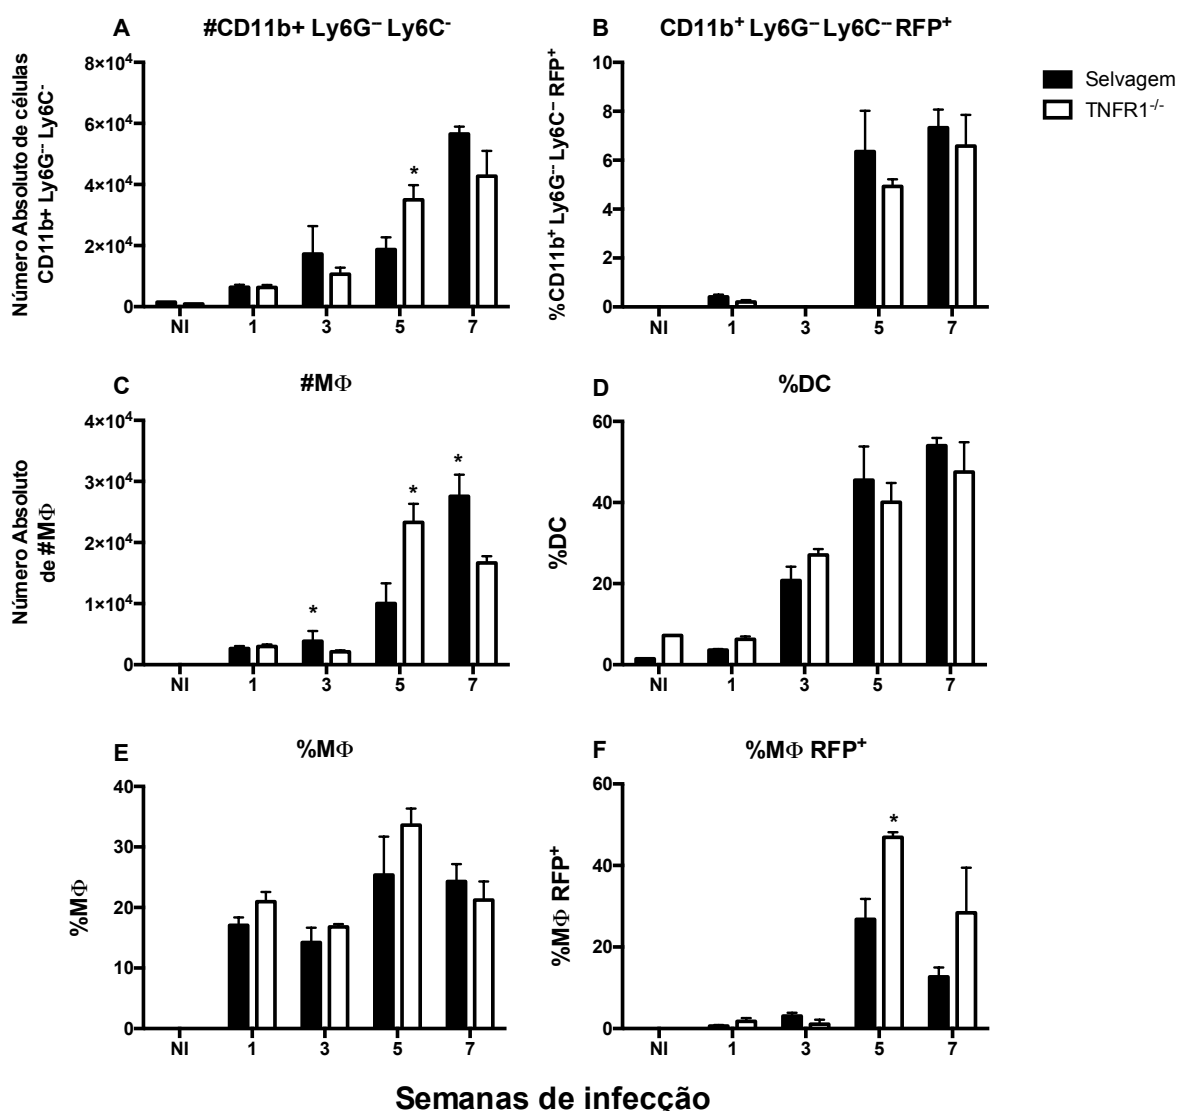 A #CD11b+ Ly6G⁻ Ly6C⁻
Número Absoluto de células
CD11b+ Ly6G⁻ Ly6C⁻
8×10⁴
6×10⁴
4×10⁴
2×10⁴
0
*
NI 1 3 5 7
B CD11b⁺ Ly6G⁻ Ly6C⁻ RFP⁺
%CD11b⁺ Ly6G⁻ Ly6C⁻ RFP⁺
10
8
6
4
2
0
NI 1 3 5 7
Selvagem
TNFR1⁻/⁻
C #MΦ
Número Absoluto
de #MΦ
4×10⁴
3×10⁴
2×10⁴
1×10⁴
0
* * *
NI 1 3 5 7
D %DC
%DC
60
40
20
0
NI 1 3 5 7
E %MΦ
%MΦ
40
30
20
10
0
NI 1 3 5 7
F %MΦ RFP⁺
%MΦ RFP⁺
60
40
20
0
*
NI 1 3 5 7
Semanas de infecção